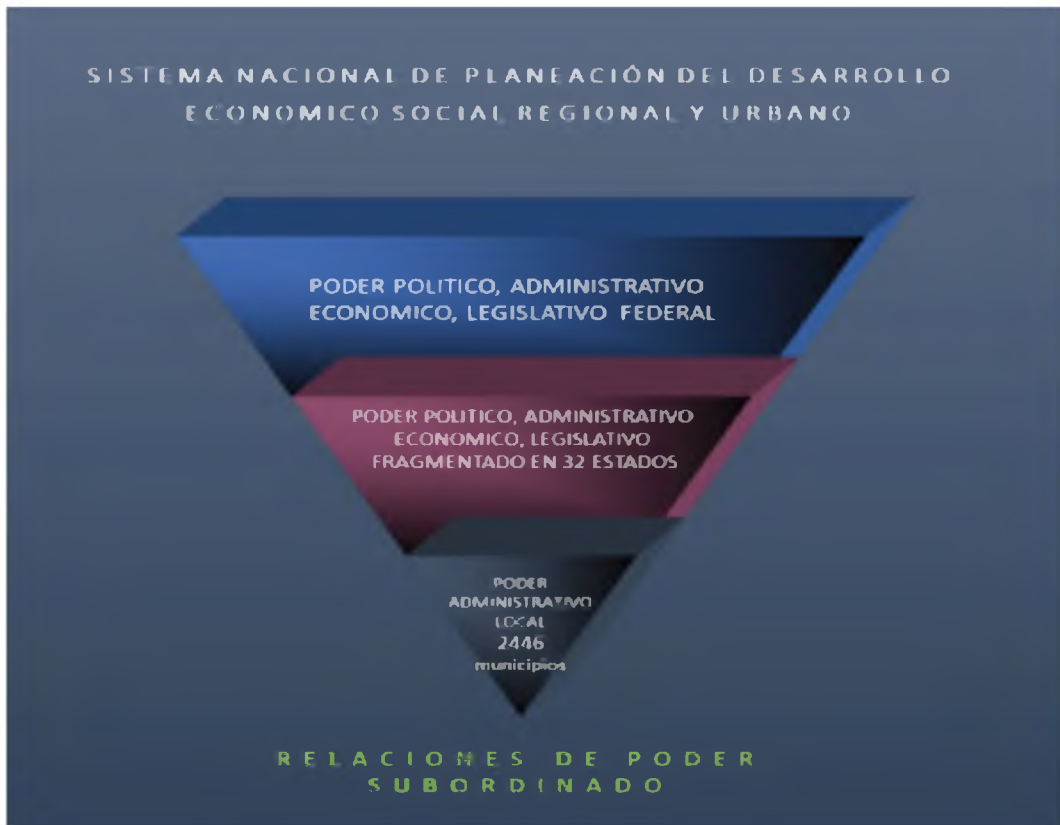 SISTEMA NACIONAL DE PLANEACIÓN DEL DESARROLLO
ECONOMICO SOCIAL REGIONAL Y URBANO
PODER POLITICO, ADMINISTRATIVO
ECONOMICO, LEGISLATIVO FEDERAL
PODER POLITICO, ADMINISTRATIVO
ECONOMICO, LEGISLATIVO
FRAGMENTADO EN 32 ESTADOS
PODER
ADMINISTRATIVO
LOCAL
2446
municipios
RELACIONES DE PODER
SUBORDINADO